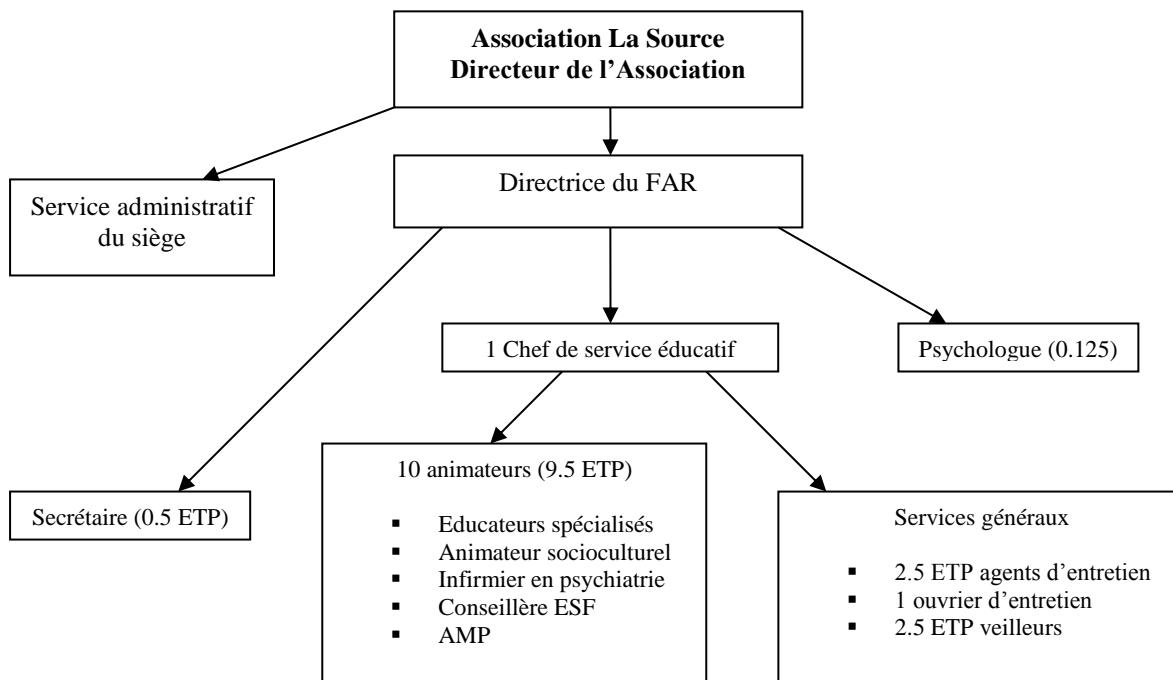 Association La Source
Directeur de l’Association
Directrice du FAR
Service administratif
du siège
1 Chef de service éducatif
Psychologue (0.125)
10 animateurs (9.5 ETP)
▪ Educateurs spécialisés
▪ Animateur socioculturel
▪ Infirmier en psychiatrie
▪ Conseillère ESF
▪ AMP
Secrétaire (0.5 ETP)
Services généraux
▪ 2.5 ETP agents d’entretien
▪ 1 ouvrier d’entretien
▪ 2.5 ETP veilleurs